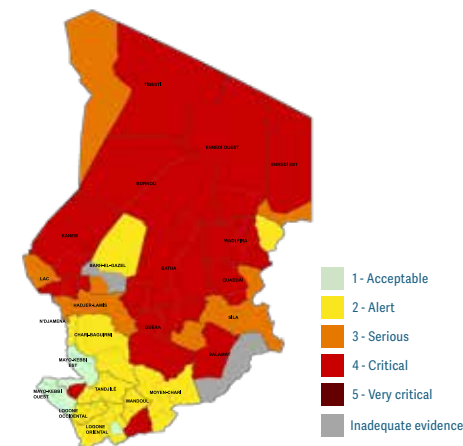 TIBESTI
ENNEDI OUEST
ENNEDI EST
BORKOU
KANEM
WADI FIRA
BARH-EL-GAZEL
BATHA
LAC
OUADDAÏ
HADJER-LAMIS
SILA
N'DJAMENA
GUERA
CHARI-BAGUIRMI
SALAMAT
MAYO-KEBBI
EST
MAYO-KEBBI
OUEST
TANDJILÉ
MOYEN-CHARI
MANDOUL
LOGONE
OCCIDENTAL
LOGONE
ORIENTAL
1 - Acceptable
2 - Alert
3 - Serious
4 - Critical
5 - Very critical
Inadequate evidence